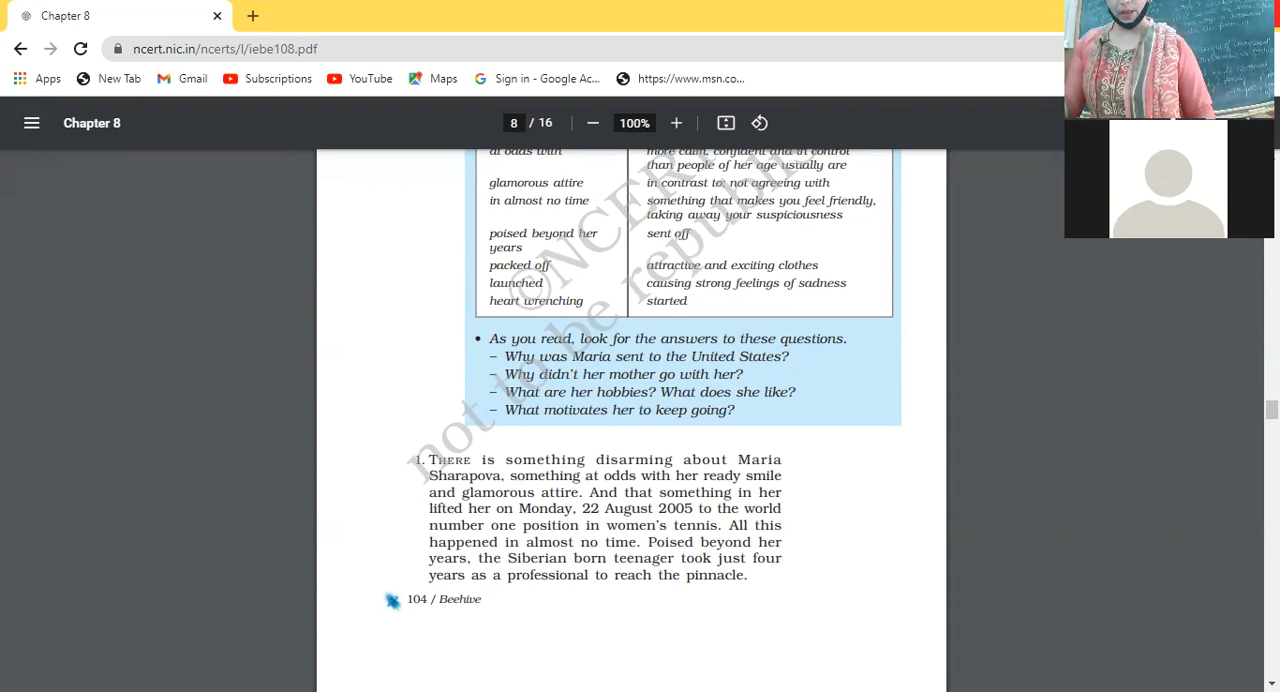 Chapter 8
ncert.nic.in/ncerts/l/iebe108.pdf
Apps New Tab Gmail Subscriptions YouTube Maps Sign in - Google Ac... https://www.msn.co...
Chapter 8 8 / 16 100%
at odds with more calm, confident and in control
than people of her age usually are
glamorous attire in contrast to; not agreeing with
in almost no time something that makes you feel friendly,
taking away your suspiciousness
poised beyond her sent off
years
packed off attractive and exciting clothes
launched causing strong feelings of sadness
heart wrenching started
• As you read, look for the answers to these questions.
– Why was Maria sent to the United States?
– Why didn't her mother go with her?
– What are her hobbies? What does she like?
– What motivates her to keep going?
1. THERE is something disarming about Maria
Sharapova, something at odds with her ready smile
and glamorous attire. And that something in her
lifted her on Monday, 22 August 2005 to the world
number one position in women's tennis. All this
happened in almost no time. Poised beyond her
years, the Siberian born teenager took just four
years as a professional to reach the pinnacle.
104 / Beehive
©NCER
not to be republi